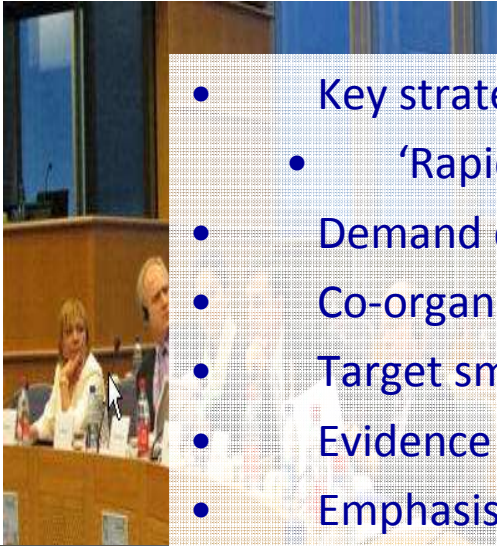 • Key strate
• ‘Rapi
• Demand
• Co-organ
• Target sm
• Evidence
• Emphasis